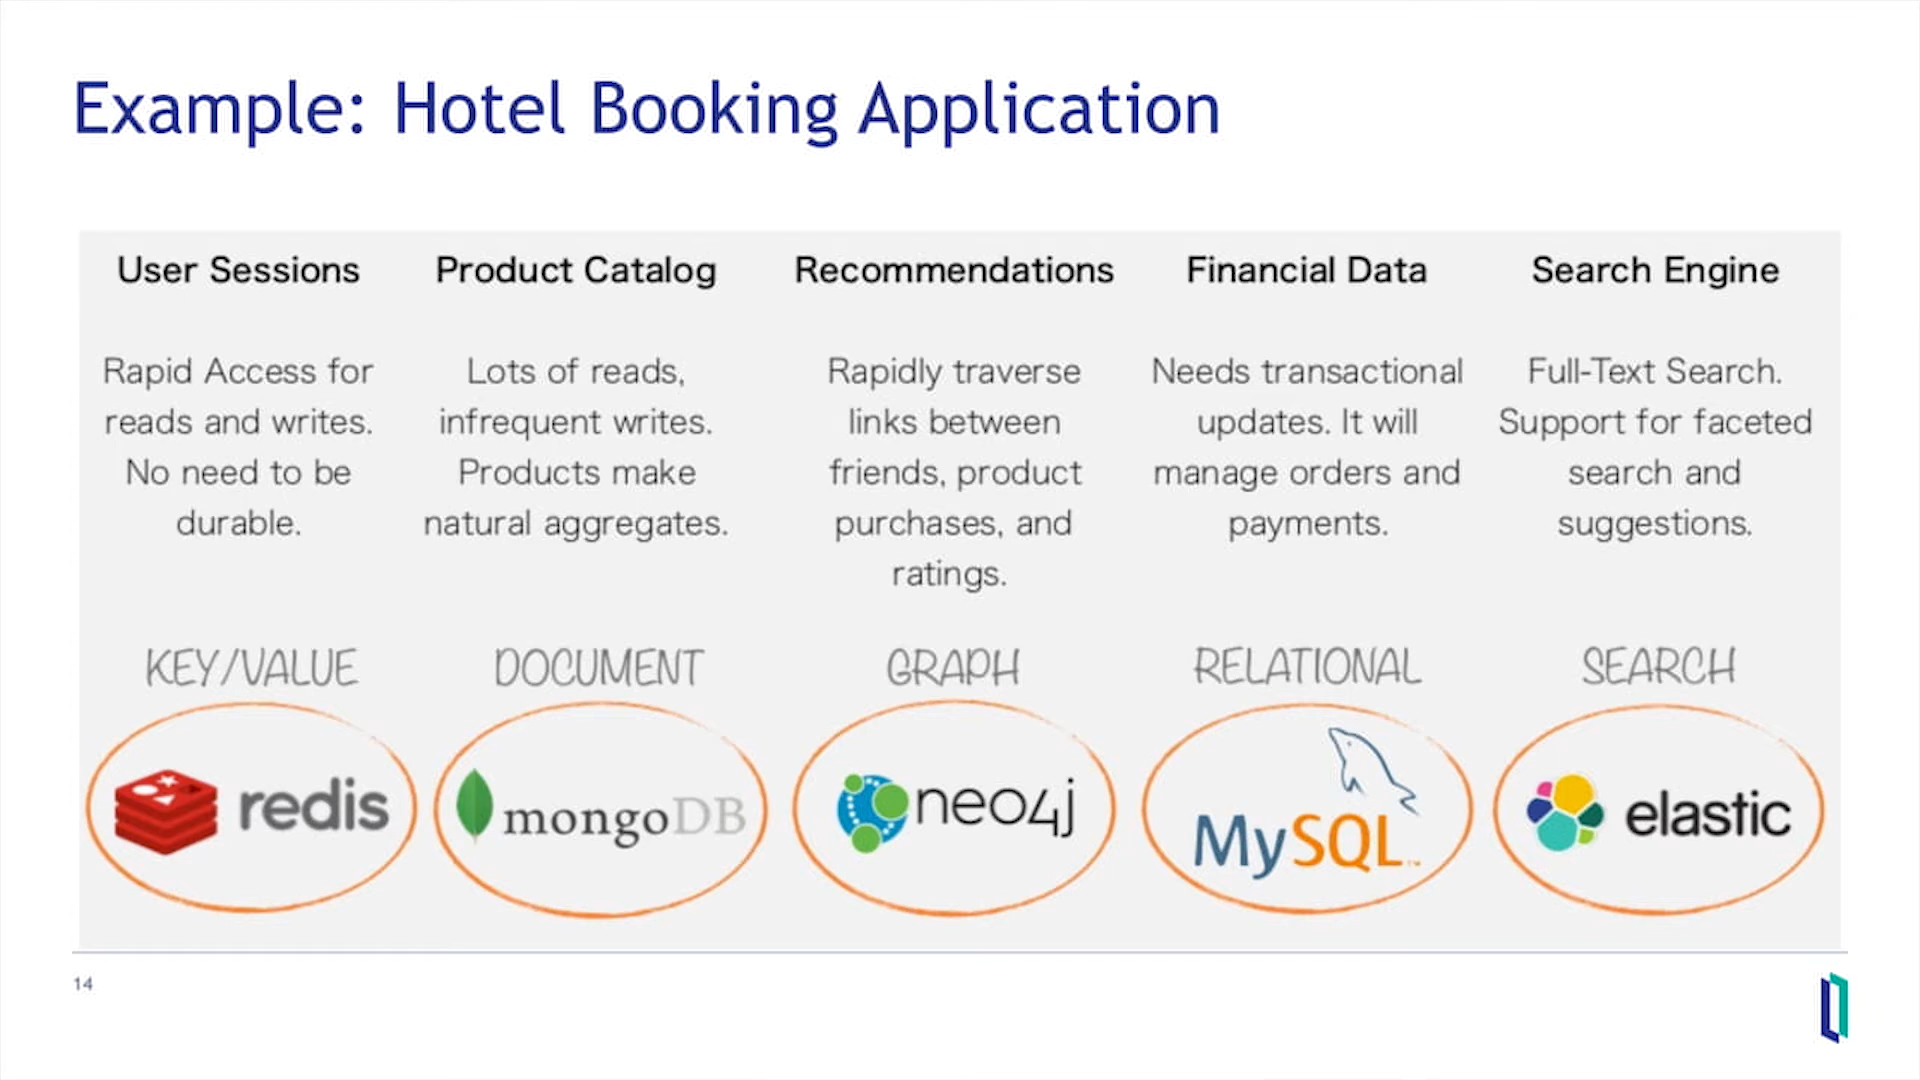 Example: Hotel Booking Application
User Sessions
Rapid Access for
reads and writes.
No need to be
durable.
KEY/VALUE
redis
Product Catalog
Lots of reads,
infrequent writes.
Products make
natural aggregates.
DOCUMENT
mongoDB
Recommendations
Rapidly traverse
links between
friends, product
purchases, and
ratings.
GRAPH
neo4j
Financial Data
Needs transactional
updates. It will
manage orders and
payments.
RELATIONAL
MySQL™
Search Engine
Full-Text Search.
Support for faceted
search and
suggestions.
SEARCH
elastic
14